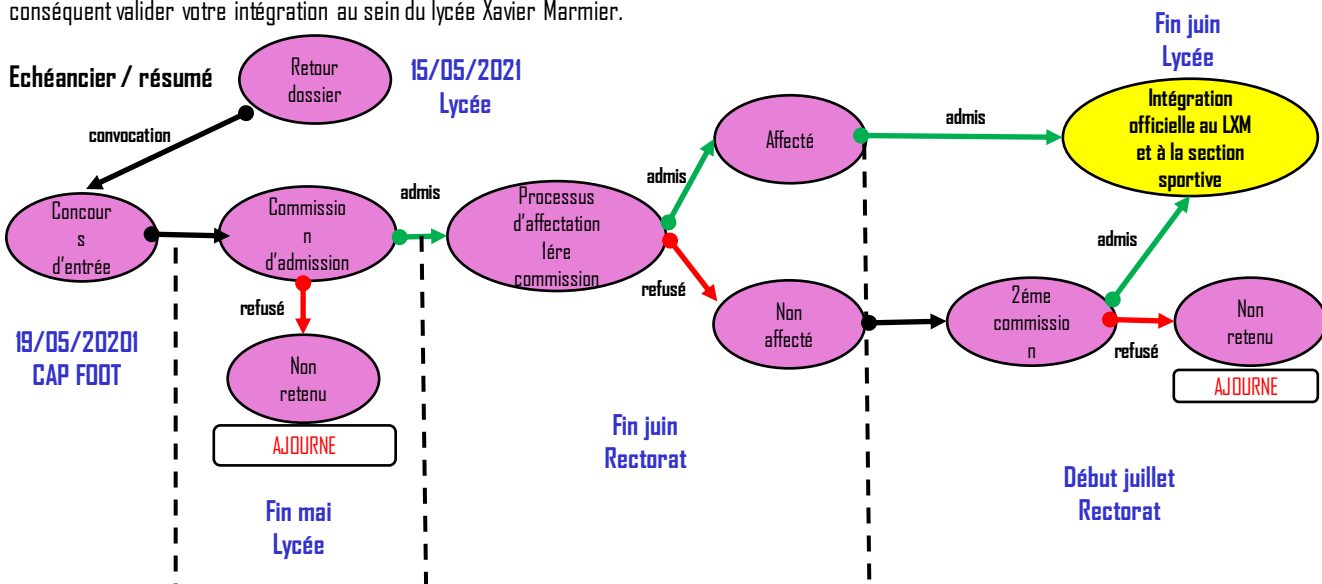 conséquent valider votre intégration au sein du lycée Xavier Marmier.
Echéancier / résumé
Retour
dossier
15/05/2021
Lycée
convocation
Concour
s
d'entrée
19/05/20201
CAP FOOT
Commissio
n
d'admission
refusé
Non
retenu
AJOURNE
Fin mai
Lycée
admis
Processus
d'affectation
1ére
commission
admis
refusé
Affecté
Non
affecté
Fin juin
Rectorat
admis
Fin juin
Lycée
Intégration
officielle au LXM
et à la section
sportive
admis
2éme
commissio
n
refusé
Non
retenu
AJOURNE
Début juillet
Rectorat